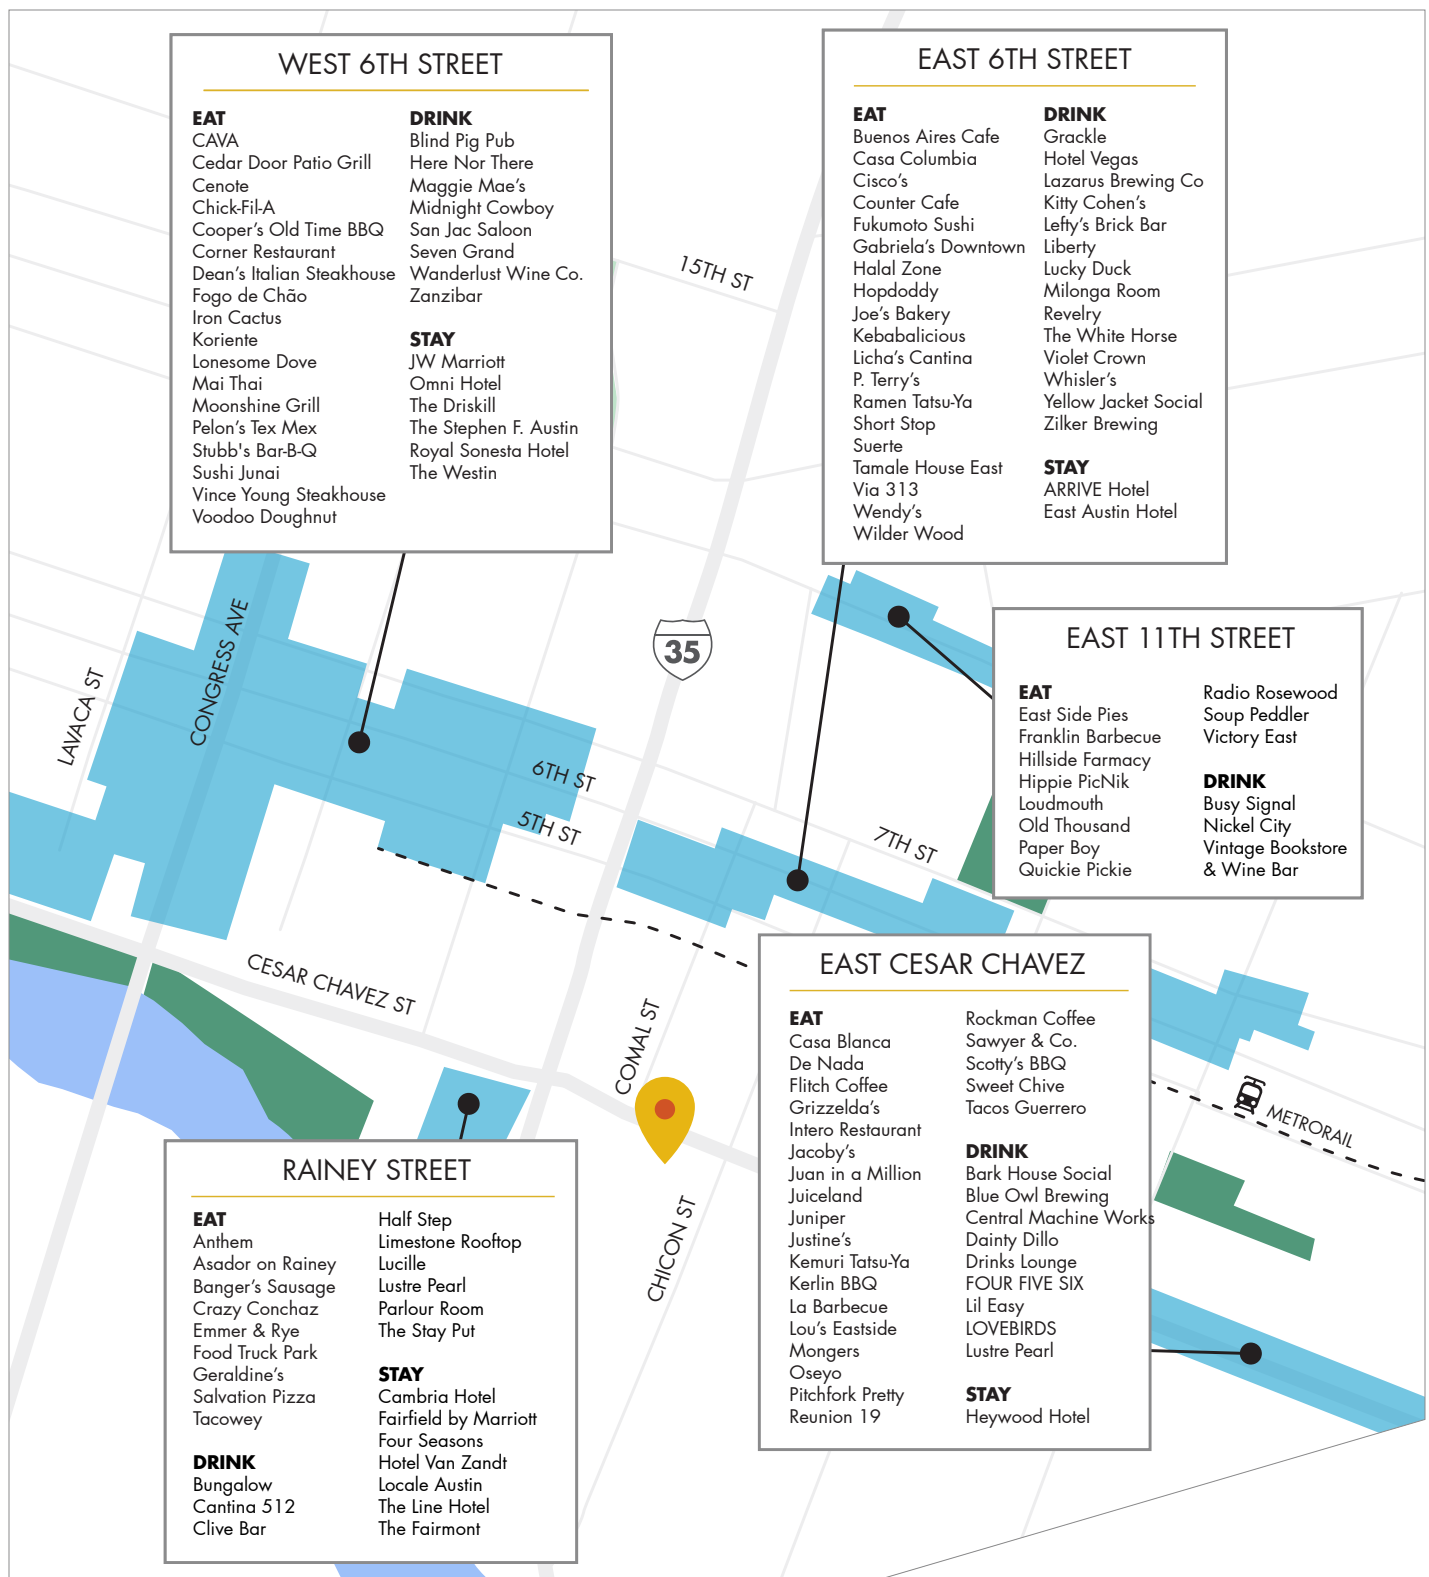 WEST 6TH STREET
EAT
CAVA
Cedar Door Patio Grill
Cenote
Chick-Fil-A
Cooper's Old Time BBQ
Corner Restaurant
Dean's Italian Steakhouse
Fogo de Chão
Iron Cactus
Koriente
Lonesome Dove
Mai Thai
Moonshine Grill
Pelon's Tex Mex
Stubb's Bar-B-Q
Sushi Junai
Vince Young Steakhouse
Voodoo Doughnut
DRINK
Blind Pig Pub
Here Nor There
Maggie Mae's
Midnight Cowboy
San Jac Saloon
Seven Grand
Wanderlust Wine Co.
Zanzibar
STAY
JW Marriott
Omni Hotel
The Driskill
The Stephen F. Austin
Royal Sonesta Hotel
The Westin
EAST 6TH STREET
EAT
Buenos Aires Cafe
Casa Columbia
Cisco's
Counter Cafe
Fukumoto Sushi
Gabriela's Downtown
Halal Zone
Hopdoddy
Joe's Bakery
Kebabalicious
Licha's Cantina
P. Terry's
Ramen Tatsu-Ya
Short Stop
Suerte
Tamale House East
Via 313
Wendy's
Wilder Wood
DRINK
Grackle
Hotel Vegas
Lazarus Brewing Co
Kitty Cohen's
Lefty's Brick Bar
Liberty
Lucky Duck
Milonga Room
Revelry
The White Horse
Violet Crown
Whisler's
Yellow Jacket Social
Zilker Brewing
STAY
ARRIVE Hotel
East Austin Hotel
15TH ST
35
LAVACA ST
CONGRESS AVE
6TH ST
5TH ST
7TH ST
EAST 11TH STREET
EAT
East Side Pies
Franklin Barbecue
Hillside Farmacy
Hippie PicNik
Loudmouth
Old Thousand
Paper Boy
Quickie Pickie
Radio Rosewood
Soup Peddler
Victory East
DRINK
Busy Signal
Nickel City
Vintage Bookstore
& Wine Bar
CESAR CHAVEZ ST
COMAL ST
CHICON ST
METRORAIL
EAST CESAR CHAVEZ
EAT
Casa Blanca
De Nada
Flitch Coffee
Grizzelda's
Intero Restaurant
Jacoby's
Juan in a Million
Juiceland
Juniper
Justine's
Kemuri Tatsu-Ya
Kerlin BBQ
La Barbecue
Lou's Eastside
Mongers
Oseyo
Pitchfork Pretty
Reunion 19
Rockman Coffee
Sawyer & Co.
Scotty's BBQ
Sweet Chive
Tacos Guerrero
DRINK
Bark House Social
Blue Owl Brewing
Central Machine Works
Dainty Dillo
Drinks Lounge
FOUR FIVE SIX
Lil Easy
LOVEBIRDS
Lustre Pearl
STAY
Heywood Hotel
RAINEY STREET
EAT
Anthem
Asador on Rainey
Banger's Sausage
Crazy Conchaz
Emmer & Rye
Food Truck Park
Geraldine's
Salvation Pizza
Tacowey
DRINK
Bungalow
Cantina 512
Clive Bar
Half Step
Limestone Rooftop
Lucille
Lustre Pearl
Parlour Room
The Stay Put
STAY
Cambria Hotel
Fairfield by Marriott
Four Seasons
Hotel Van Zandt
Locale Austin
The Line Hotel
The Fairmont